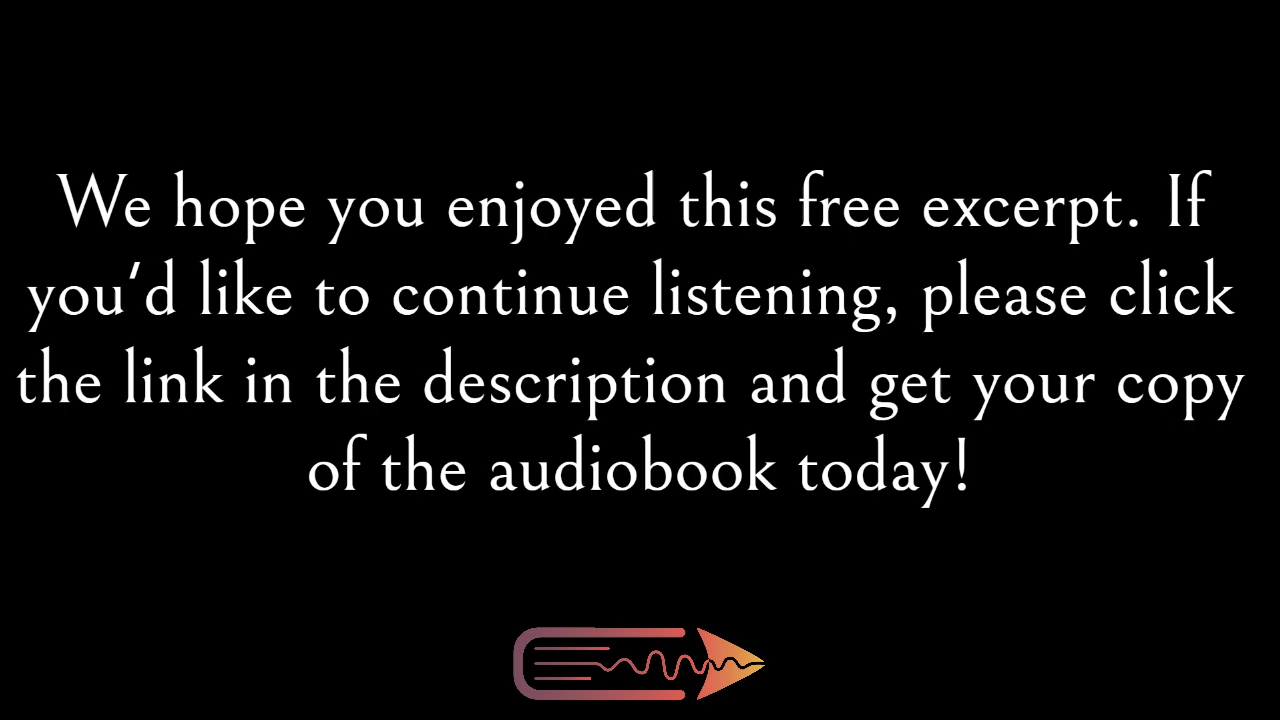 We hope you enjoyed this free excerpt. If
you'd like to continue listening, please click
the link in the description and get your copy
of the audiobook today!